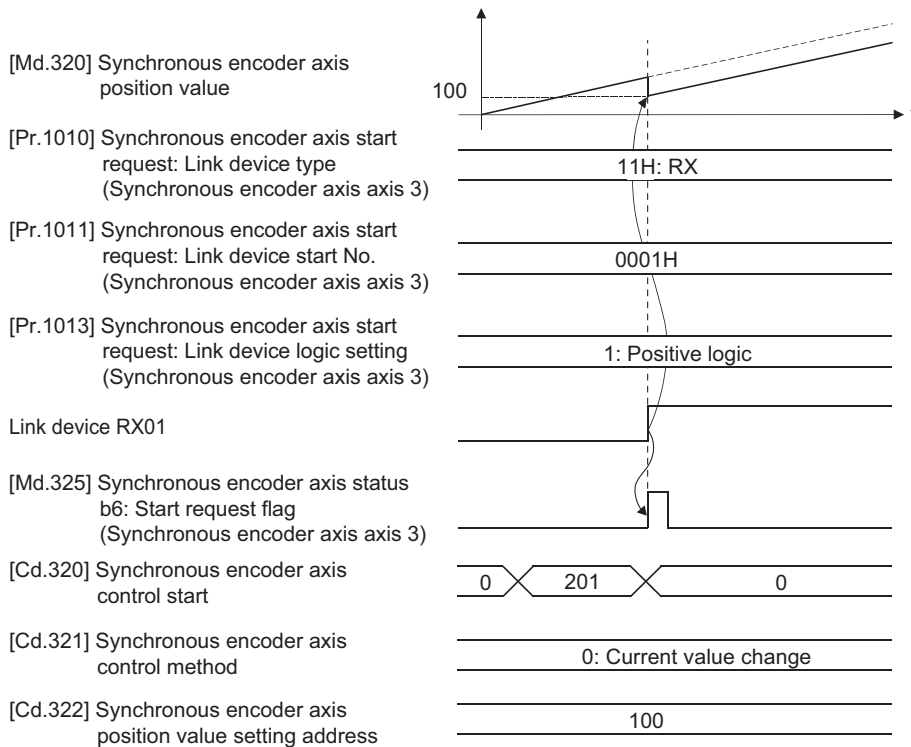 [Md.320] Synchronous encoder axis
position value
100
[Pr.1010] Synchronous encoder axis start
request: Link device type
(Synchronous encoder axis axis 3)
11H: RX
[Pr.1011] Synchronous encoder axis start
request: Link device start No.
(Synchronous encoder axis axis 3)
0001H
[Pr.1013] Synchronous encoder axis start
request: Link device logic setting
(Synchronous encoder axis axis 3)
1: Positive logic
Link device RX01
[Md.325] Synchronous encoder axis status
b6: Start request flag
(Synchronous encoder axis axis 3)
[Cd.320] Synchronous encoder axis
control start
0 201 0
[Cd.321] Synchronous encoder axis
control method
0: Current value change
[Cd.322] Synchronous encoder axis
position value setting address
100